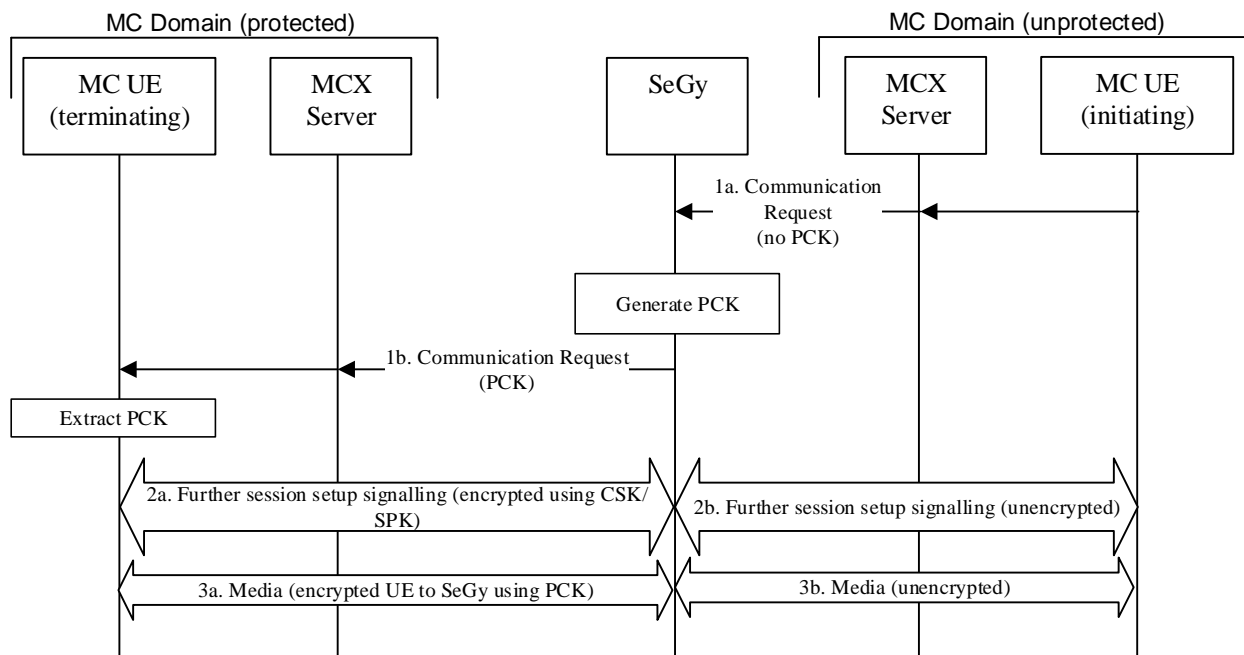 MC Domain (protected)
MC Domain (unprotected)
MC UE
(terminating)
MCX
Server
SeGy
MCX
Server
MC UE
(initiating)
1a. Communication
Request
(no PCK)
Generate PCK
1b. Communication Request
(PCK)
Extract PCK
2a. Further session setup signalling (encrypted using CSK/
SPK)
2b. Further session setup signalling (unencrypted)
3a. Media (encrypted UE to SeGy using PCK)
3b. Media (unencrypted)